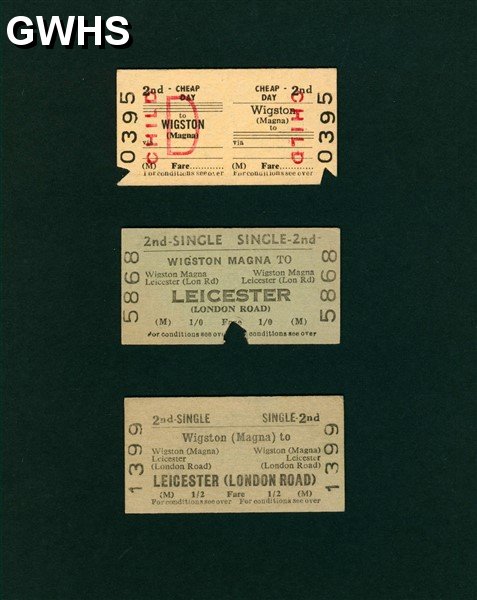 GWHS
2nd - CHEAP DAY CHEAP DAY - 2nd
to WIGSTON (Magna) Wigston (Magna) to
via via
(M) Fare (M) Fare
For conditions see over For conditions see over
CHILD D CHILD
0395 0395
2nd-SINGLE SINGLE-2nd
WIGSTON MAGNA TO
Wigston Magna Wigston Magna
Leicester (Lon Rd) Leicester (Lon Rd)
LEICESTER
(LONDON ROAD)
(M) 1/0 Fare 1/0 (M)
For conditions see over conditions see over
5868 5868
2nd-SINGLE SINGLE-2nd
Wigston (Magna) to
Wigston (Magna) Wigston (Magna)
Leicester Leicester
(London Road) (London Road)
LEICESTER (LONDON ROAD)
(M) 1/2 Fare 1/2 (M)
For conditions see over For conditions see over
1399 1399